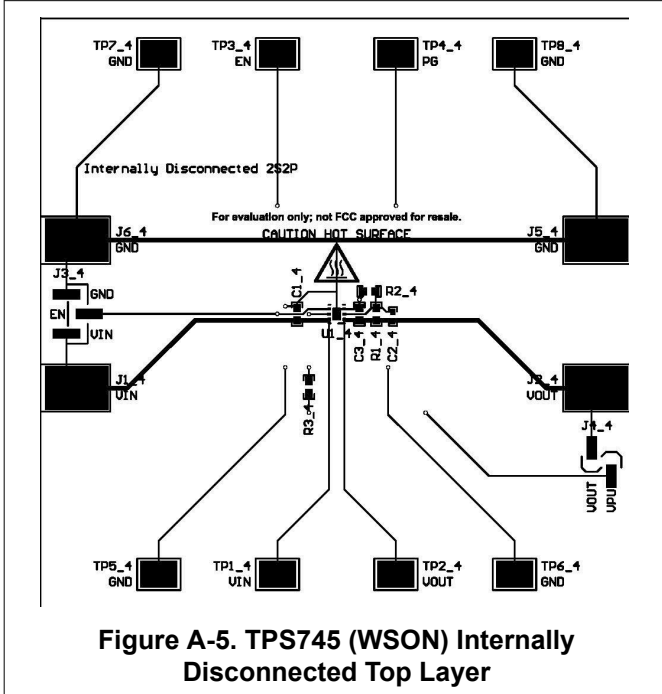 TP7_4
GND
TP3_4
EN
TP4_4
PG
TP8_4
GND
Internally Disconnected 2S2P
For evaluation only; not FCC approved for resale.
CAUTION HOT SURFACE
J6_4
GND
J5_4
GND
J3_4
GND
EN
VIN
C1_4
R2_4
U1_4
C3_4
R1_4
C2_4
J1_4
VIN
J2_4
VOUT
R3_4
J4_4
VOUT
VPU
TP5_4
GND
TP1_4
VIN
TP2_4
VOUT
TP6_4
GND
Figure A-5. TPS745 (WSON) Internally
Disconnected Top Layer